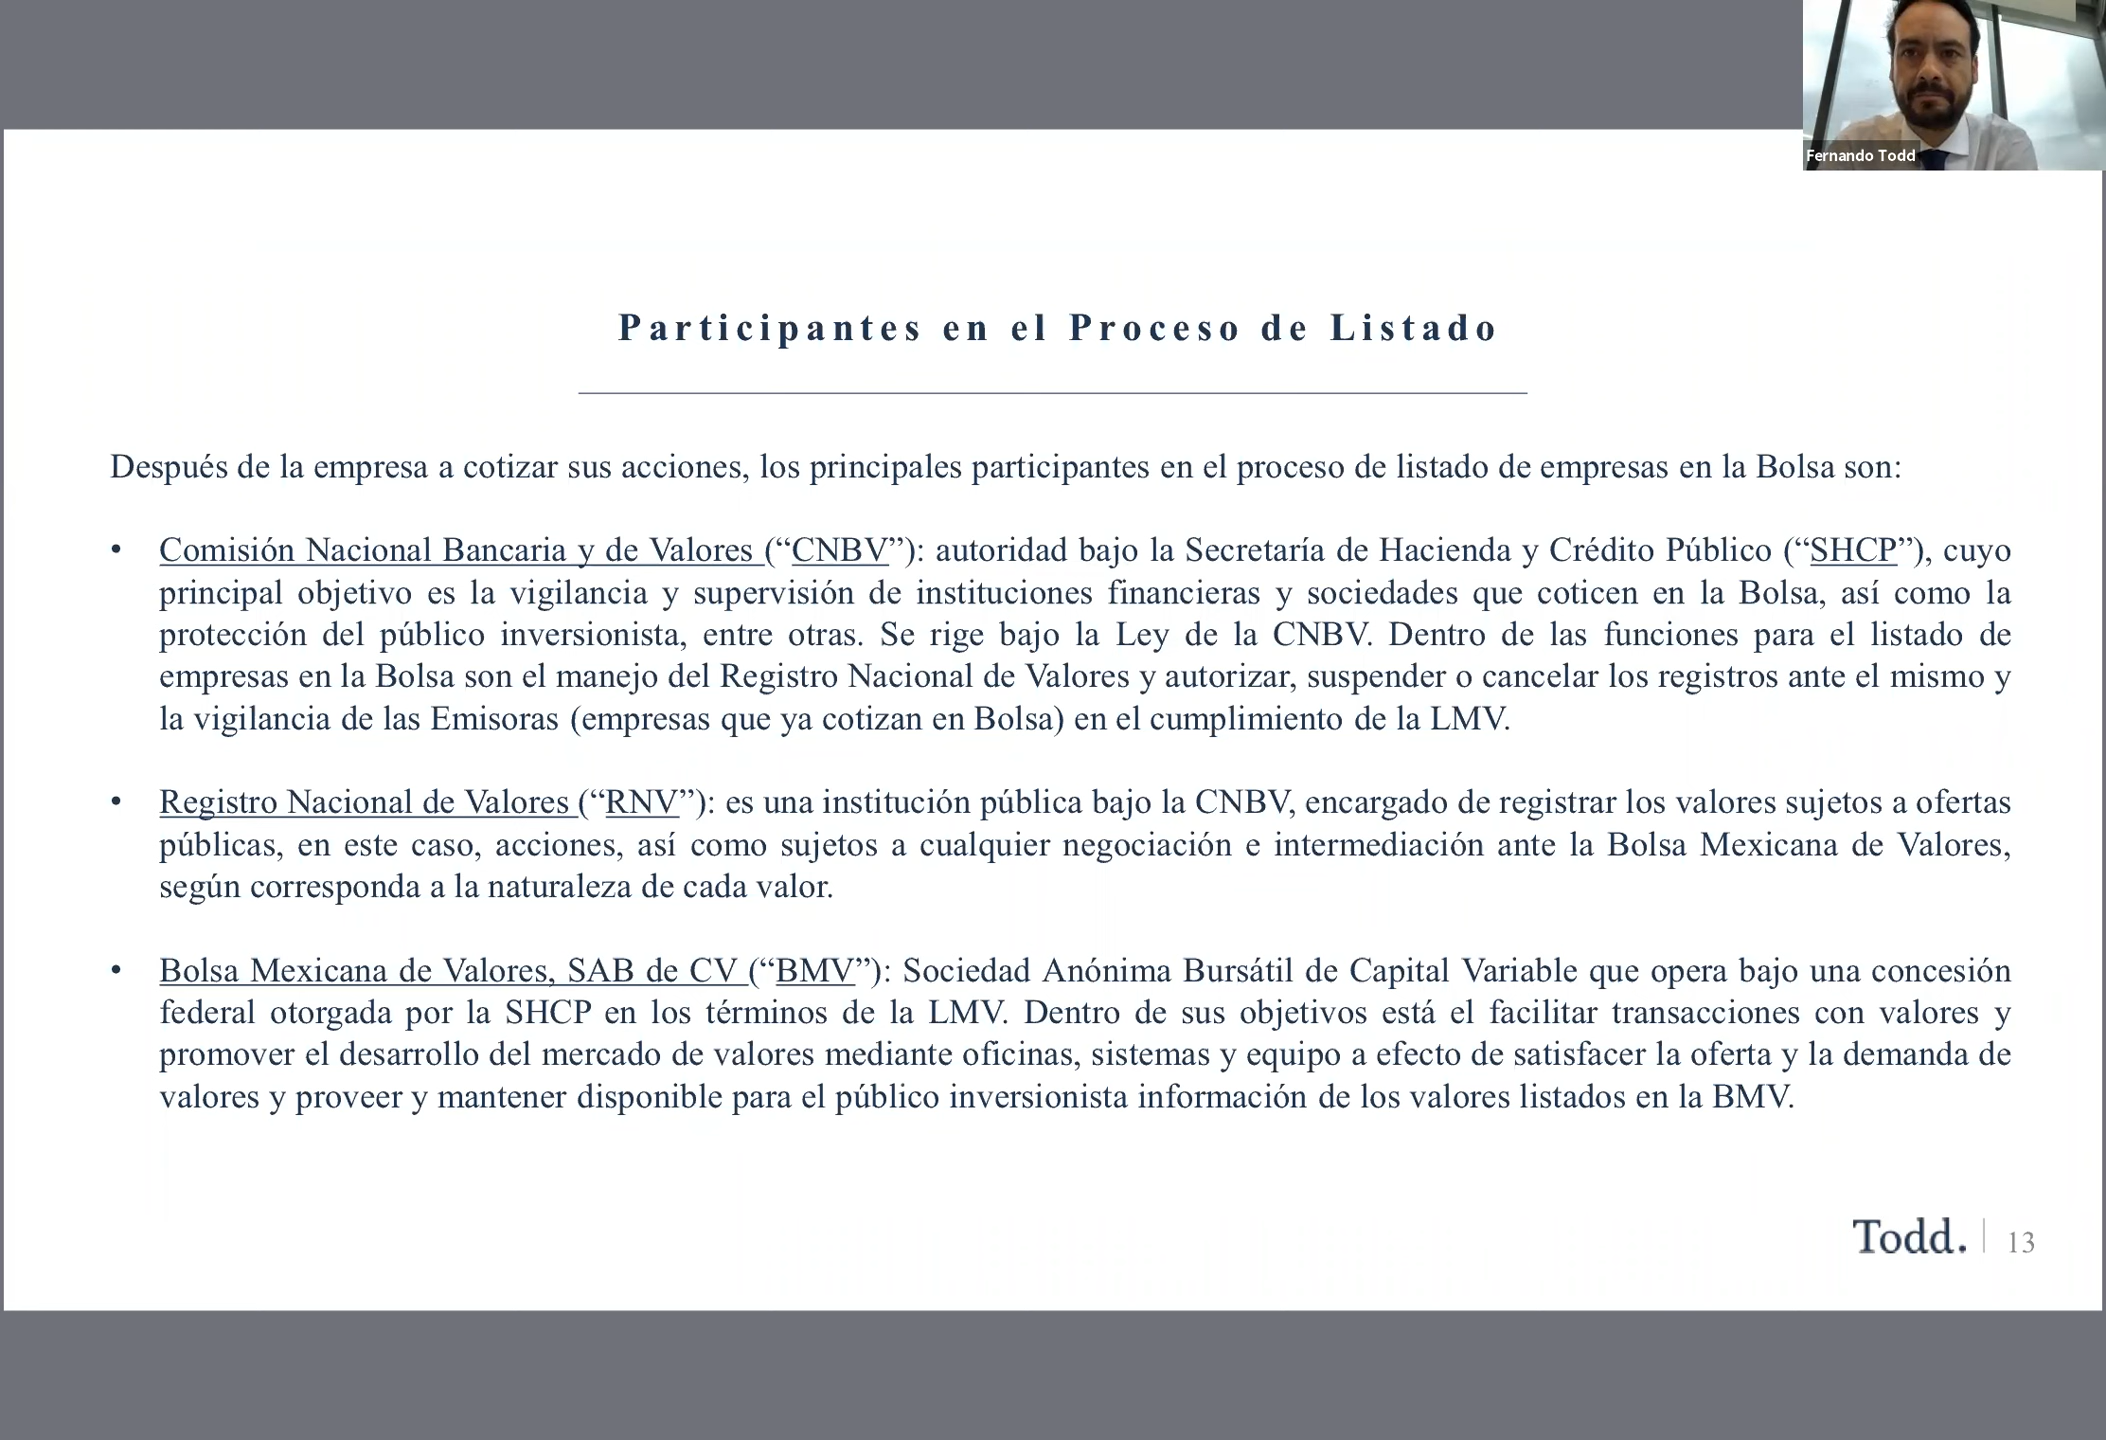 Fernando Todd
Participantes en el Proceso de Listado
Después de la empresa a cotizar sus acciones, los principales participantes en el proceso de listado de empresas en la Bolsa son:
• Comisión Nacional Bancaria y de Valores (“CNBV”): autoridad bajo la Secretaría de Hacienda y Crédito Público (“SHCP”), cuyo
principal objetivo es la vigilancia y supervisión de instituciones financieras y sociedades que coticen en la Bolsa, así como la
protección del público inversionista, entre otras. Se rige bajo la Ley de la CNBV. Dentro de las funciones para el listado de
empresas en la Bolsa son el manejo del Registro Nacional de Valores y autorizar, suspender o cancelar los registros ante el mismo y
la vigilancia de las Emisoras (empresas que ya cotizan en Bolsa) en el cumplimiento de la LMV.
• Registro Nacional de Valores (“RNV”): es una institución pública bajo la CNBV, encargado de registrar los valores sujetos a ofertas
públicas, en este caso, acciones, así como sujetos a cualquier negociación e intermediación ante la Bolsa Mexicana de Valores,
según corresponda a la naturaleza de cada valor.
• Bolsa Mexicana de Valores, SAB de CV (“BMV”): Sociedad Anónima Bursátil de Capital Variable que opera bajo una concesión
federal otorgada por la SHCP en los términos de la LMV. Dentro de sus objetivos está el facilitar transacciones con valores y
promover el desarrollo del mercado de valores mediante oficinas, sistemas y equipo a efecto de satisfacer la oferta y la demanda de
valores y proveer y mantener disponible para el público inversionista información de los valores listados en la BMV.
Todd. | 13